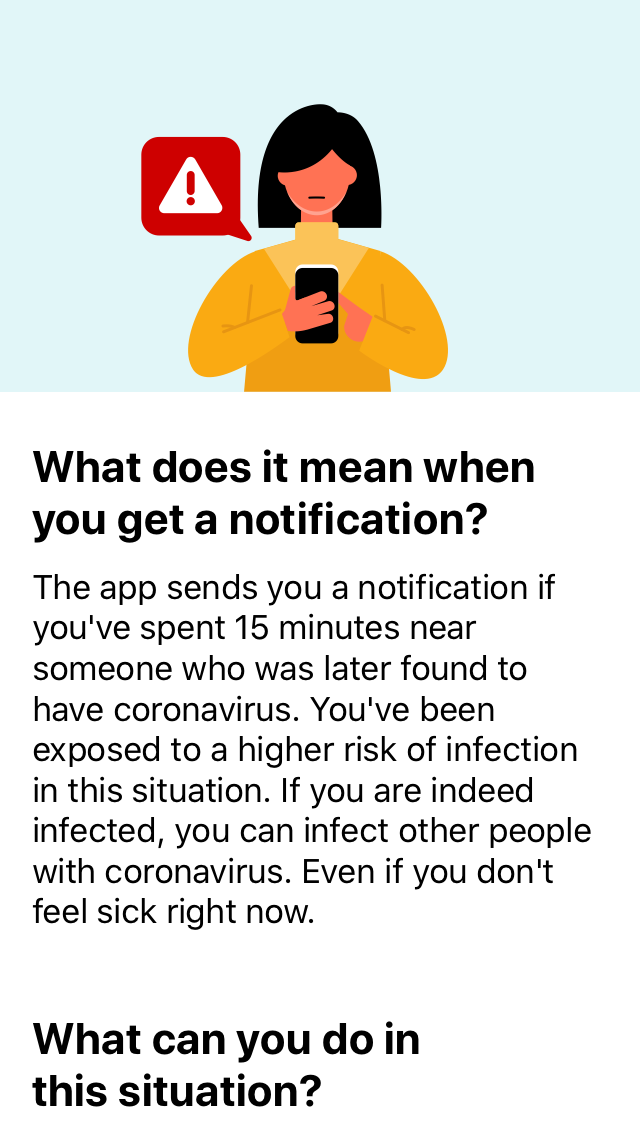 What does it mean when
you get a notification?
The app sends you a notification if
you've spent 15 minutes near
someone who was later found to
have coronavirus. You've been
exposed to a higher risk of infection
in this situation. If you are indeed
infected, you can infect other people
with coronavirus. Even if you don't
feel sick right now.
What can you do in
this situation?